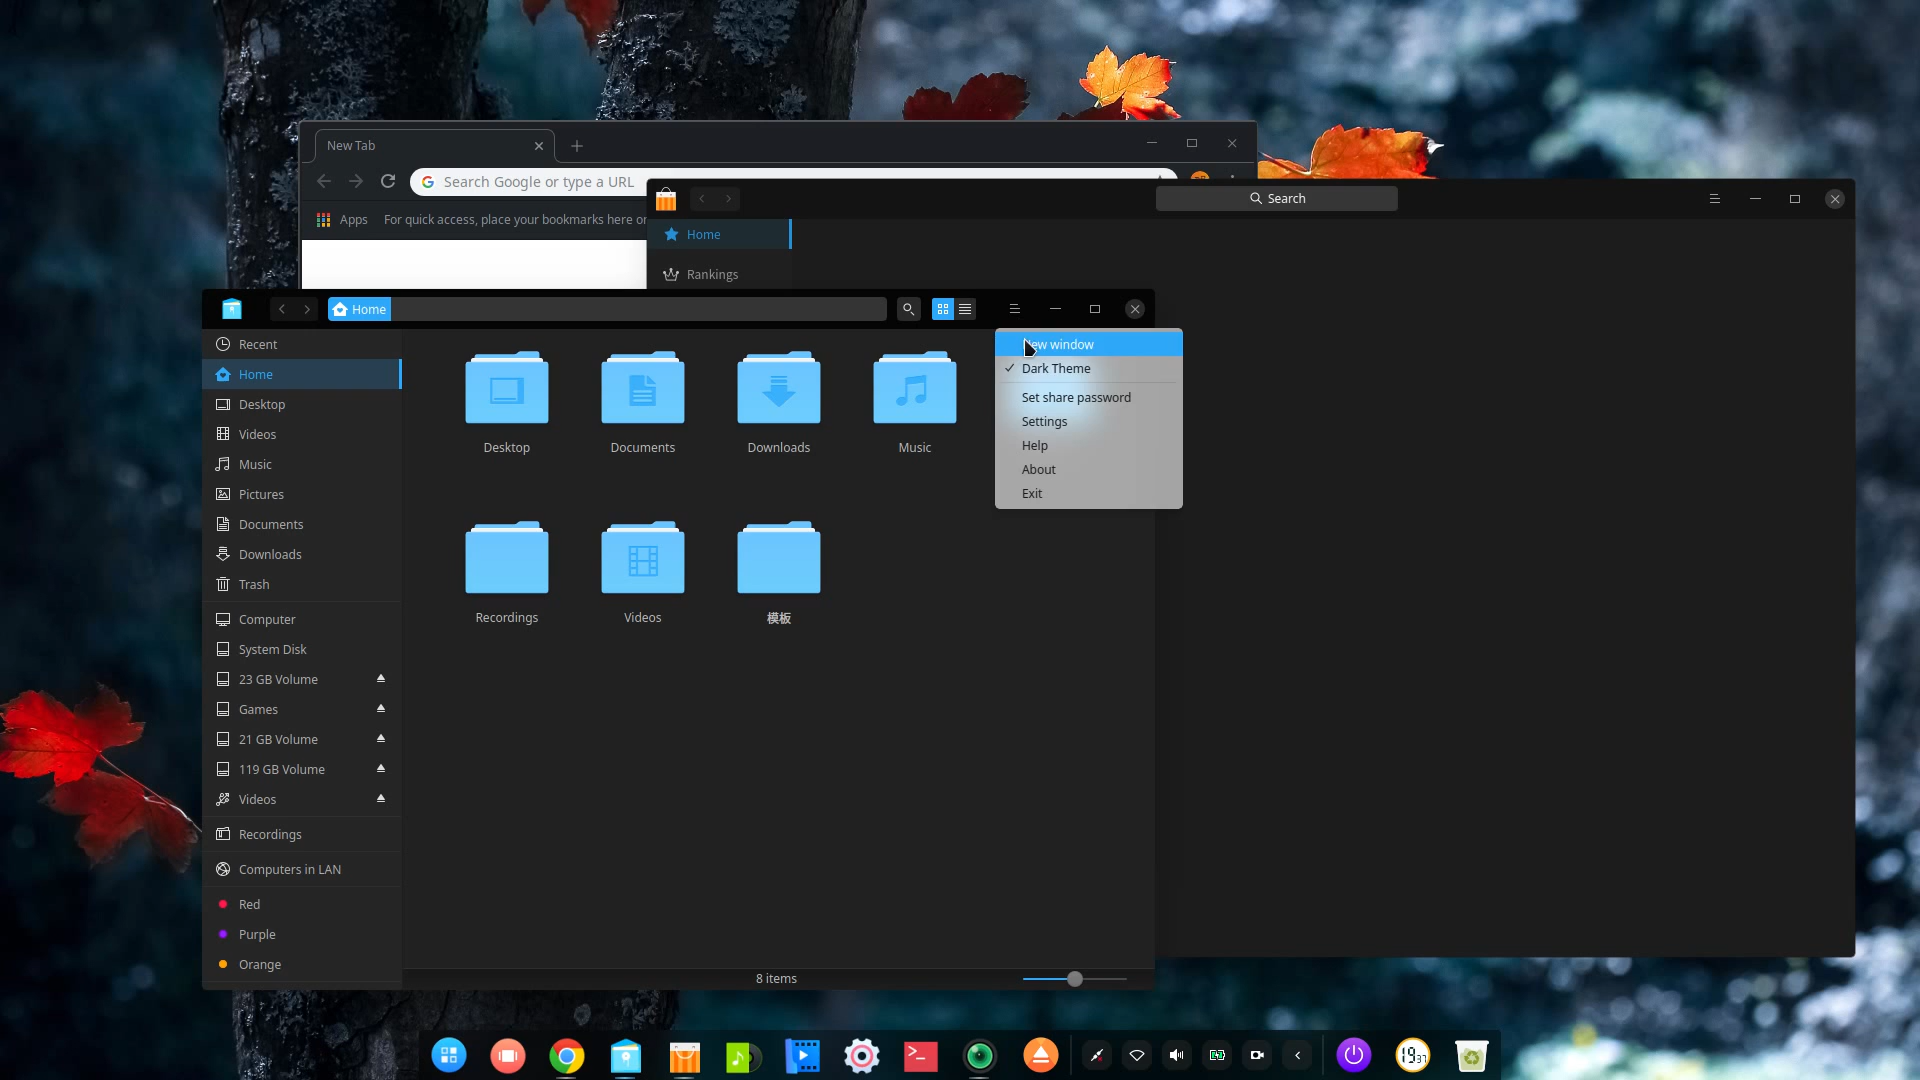 New Tab
Search Google or type a URL
Apps
For quick access, place your bookmarks here
Search
Home
Rankings
Home
Recent
Home
Desktop
Videos
Music
Pictures
Documents
Downloads
Trash
Computer
System Disk
23 GB Volume
Games
21 GB Volume
119 GB Volume
Videos
Recordings
Computers in LAN
Red
Purple
Orange
Desktop
Documents
Downloads
Music
Recordings
Videos
模板
window
Dark Theme
Set share password
Settings
Help
About
Exit
8 items
19 37